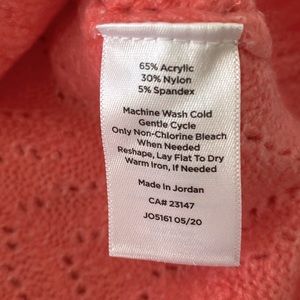 65% Acrylic
30% Nylon
5% Spandex
Machine Wash Cold
Gentle Cycle
Only Non-Chlorine Bleach
When Needed
Reshape, Lay Flat To Dry
Warm Iron, If Needed
Made In Jordan
CA# 23147
JO5161 05/20